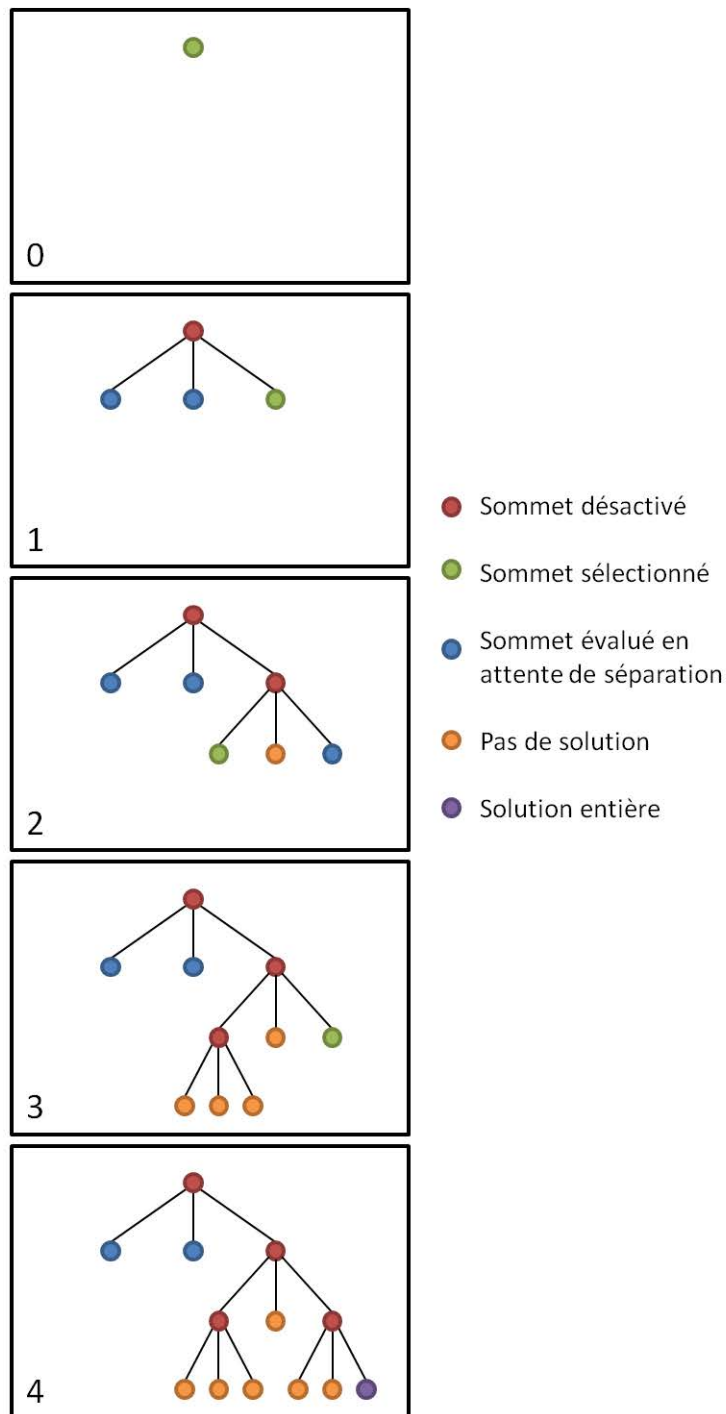 0
1
2
3
4
Sommet désactivé
Sommet sélectionné
Sommet évalué en
attente de séparation
Pas de solution
Solution entière